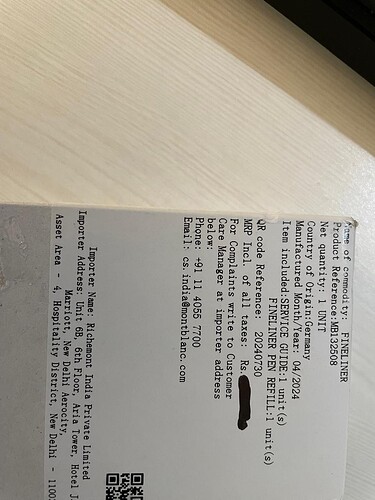 Name of commodity: FINELINER
Product Reference:MB132508
Net quantity: 1 UNIT
Country of Origin:Germany
Manufactured Month/Year: 04/2024
Item included:SERVICE GUIDE:1 unit(s)
FINELINER PEN REFILL:1 unit(s)
QR code Reference: 20240730
MRP Incl. of all taxes: Rs.
For Complaints write to Customer
Care Manager at importer address
below:
Phone: +91 11 4055 7700
Email: cs.india@montblanc.com
Importer Name: Richemont India Private Limited
Importer Address: Unit 6B, 6th Floor, Aria Tower, Hotel J.
Marriott, New Delhi Aerocity,
Asset Area - 4, Hospitality District, New Delhi - 1100